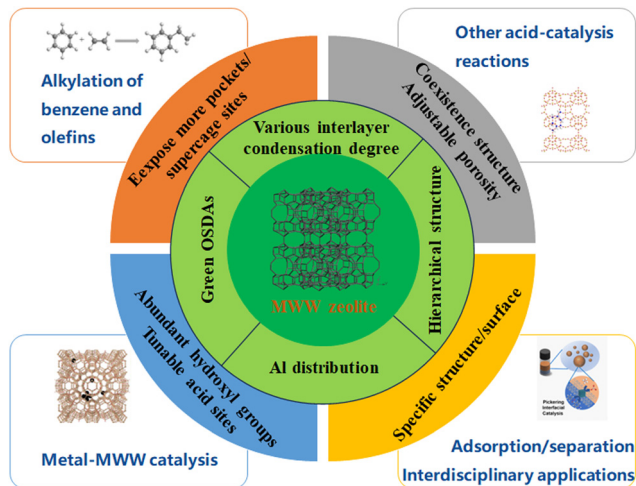 Alkylation of
benzene and
olefins
Other acid-catalysis
reactions
Eexpose more pockets/
supercage sites
Coexistence structure
Adjustable porosity
Various interlayer
condensation degree
Green OSDAs
Hierarchical structure
MWW zeolite
Al distribution
Abundant hydroxyl groups
Tunable acid sites
Specific structure/surface
Pickering
Interfacial
Catalysis
Metal-MWW catalysis
Adsorption/separation
Interdisciplinary applications